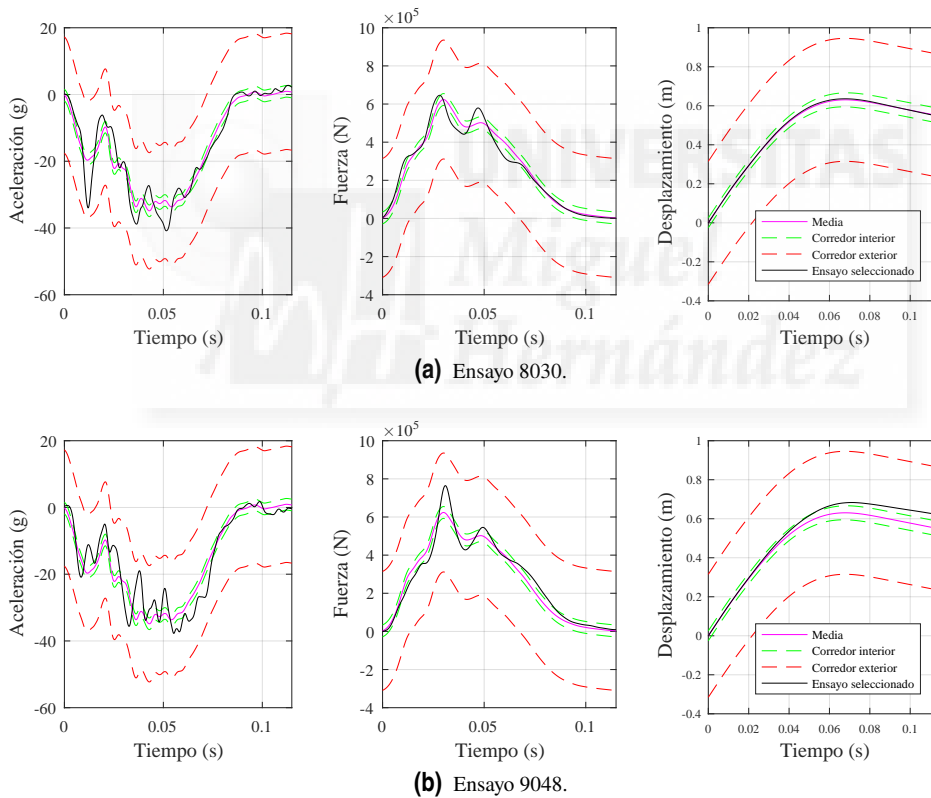 20
0
-20
-40
-60
0
0.05
0.1
Aceleración (g)
Tiempo (s)
×10⁵
10
8
6
4
2
0
-2
-4
0
0.05
0.1
Fuerza (N)
Tiempo (s)
1
0.8
0.6
0.4
0.2
0
-0.2
-0.4
0
0.02
0.04
0.06
0.08
0.1
Desplazamiento (m)
Tiempo (s)
Media
Corredor interior
Corredor exterior
Ensayo seleccionado
UNIVERSITAS
Miguel
Hernández
(a) Ensayo 8030.
20
0
-20
-40
-60
0
0.05
0.1
Aceleración (g)
Tiempo (s)
×10⁵
10
8
6
4
2
0
-2
-4
0
0.05
0.1
Fuerza (N)
Tiempo (s)
1
0.8
0.6
0.4
0.2
0
-0.2
-0.4
0
0.02
0.04
0.06
0.08
0.1
Desplazamiento (m)
Tiempo (s)
Media
Corredor interior
Corredor exterior
Ensayo seleccionado
(b) Ensayo 9048.